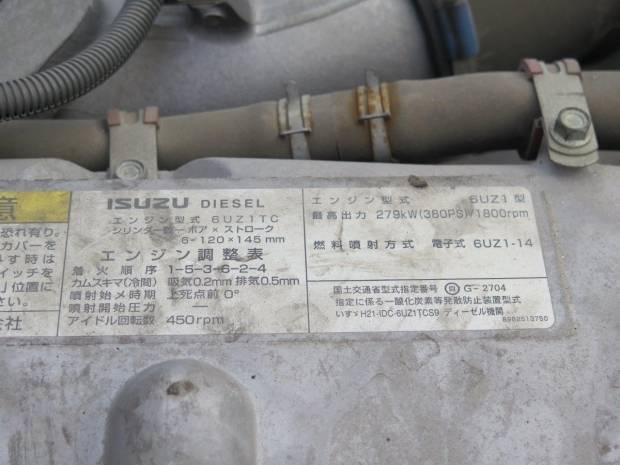 意
恐れ有り。
カバーを
す時は
イッチを
」位置に
さい。
会社
ISUZU DIESEL
エンジン型式 6UZ1TC
シリンダー数-ボア×ストローク
6-120×145mm
エンジン調整表
着火順序 1-5-3-6-2-4
カムスキマ(冷間) 吸気0.2mm 排気0.5mm
噴射始メ時期 上死点前0°
噴射開始圧力
アイドル回転数 450rpm
エンジン型式 6UZ1型
最高出力 279kW(380PS)/1800rpm
燃料噴射方式 電子式 6UZ1-14
国土交通省型式指定番号 G-2704
指定に係る一酸化炭素等発散防止装置型式
いすゞH21-IDC-6UZ1TCS9 ディーゼル機関
8982513750